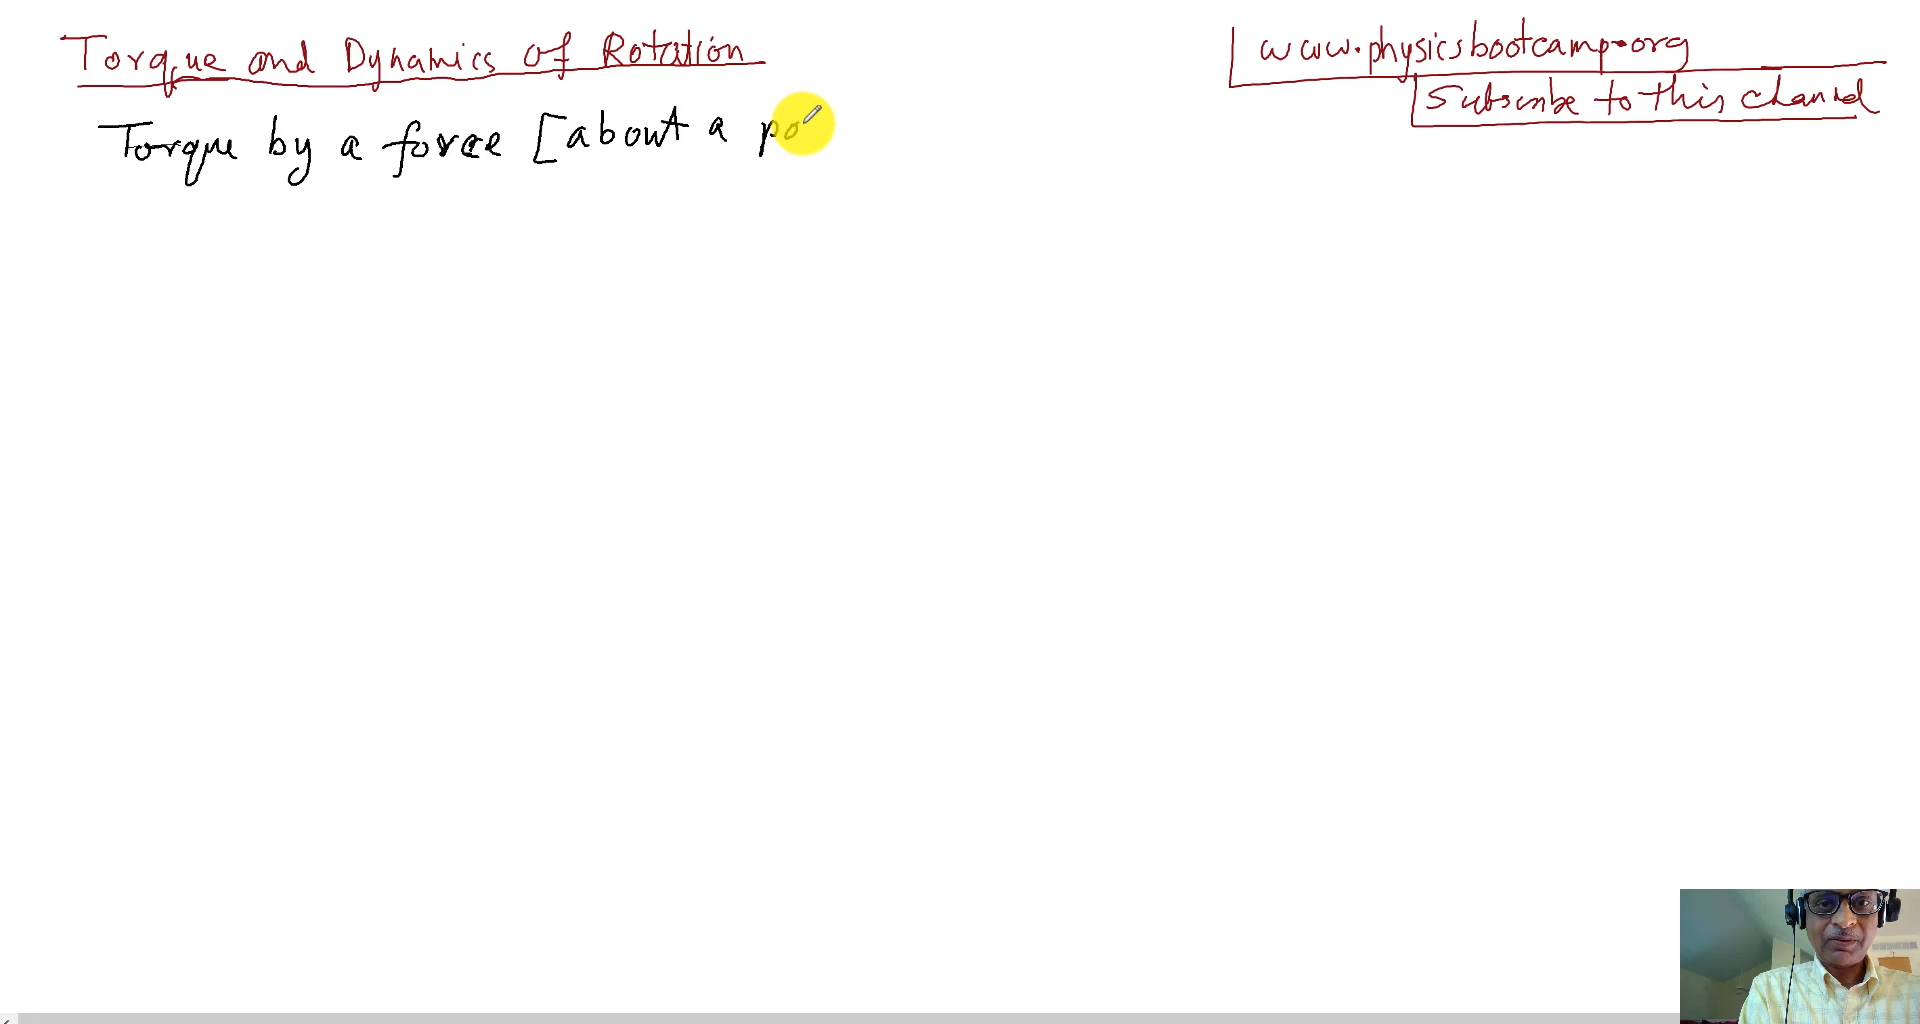 Torque and Dynamics of Rotation
www.physicsbootcamp.org
Subscribe to this channel
Torque by a force [about a po